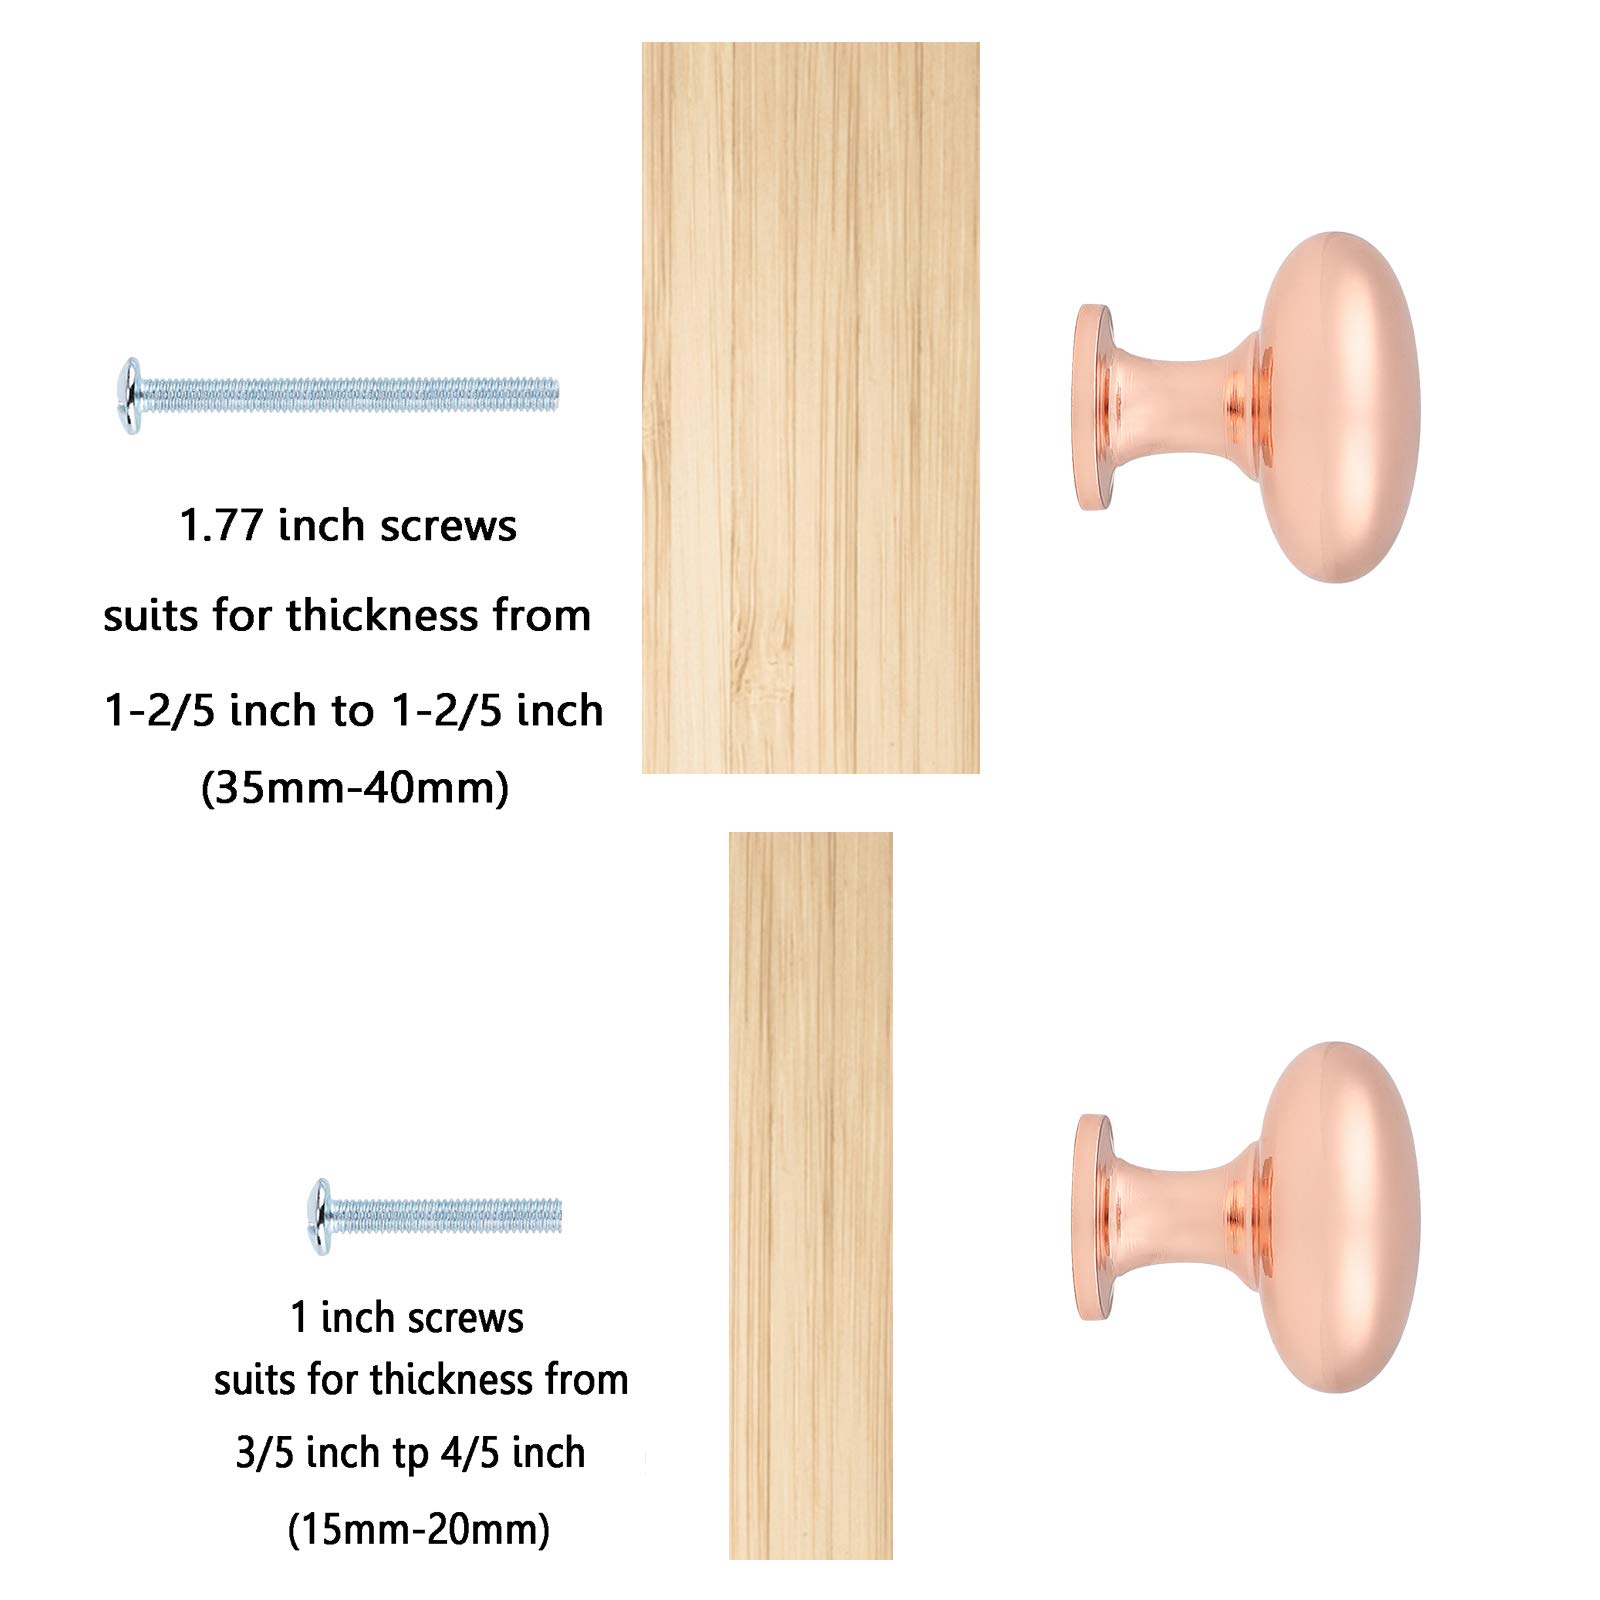 1.77 inch screws
suits for thickness from
1-2/5 inch to 1-2/5 inch
(35mm-40mm)
1 inch screws
suits for thickness from
3/5 inch tp 4/5 inch
(15mm-20mm)